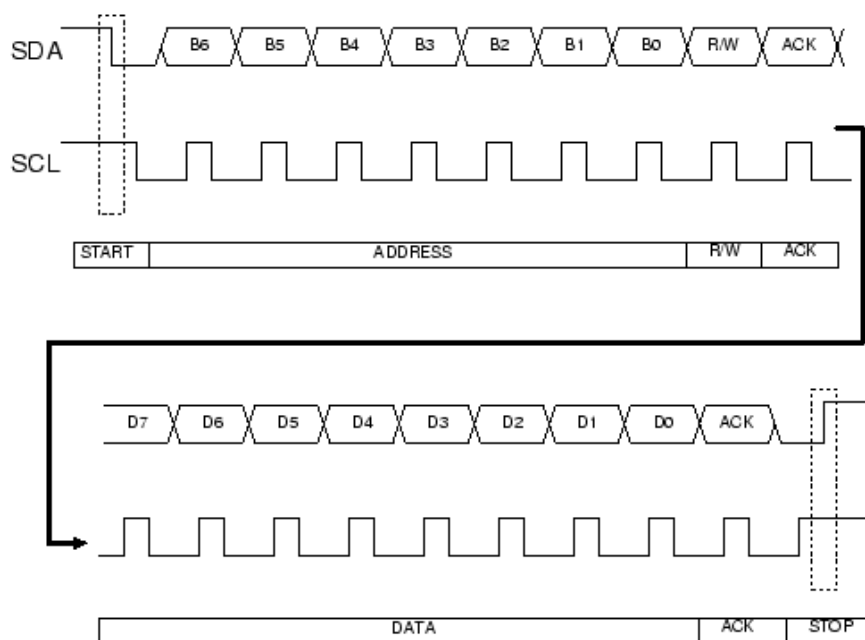 SDA B6 B5 B4 B3 B2 B1 B0 R/W ACK
SCL
START ADDRESS R/W ACK
D7 D6 D5 D4 D3 D2 D1 D0 ACK
DATA ACK STOP